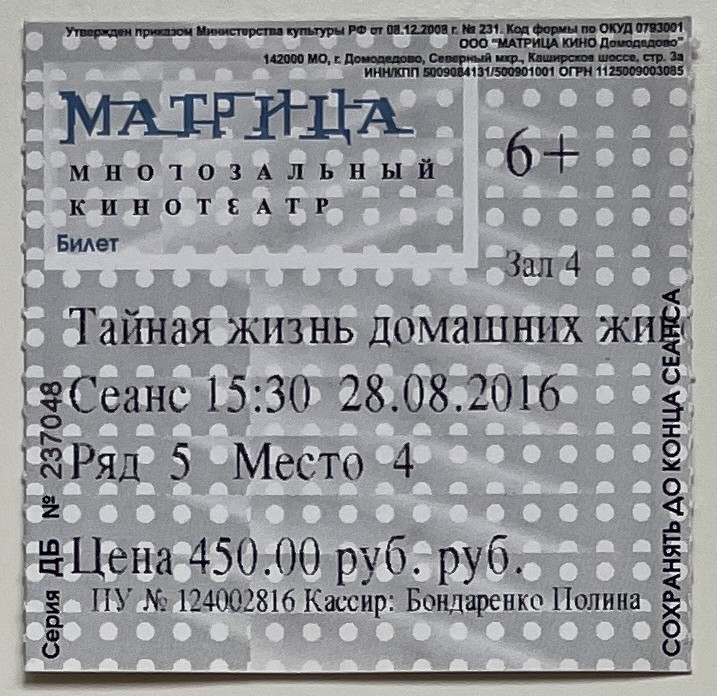 Утвержден приказом Министерства культуры РФ от 08.12.2008 г. № 231. Код формы по ОКУД 0793001
ООО "МАТРИЦА КИНО Домодедово"
142000 МО, г. Домодедово, Северный мкр., Каширское шоссе, стр. 3а
ИНН/КПП 5009084131/500901001 ОГРН 1125009003085
МАТРИЦА
МНОГОЗАЛЬНЫЙ
КИНОТЕАТР
Билет
6+
Зал 4
Тайная жизнь домашних жив
Сеанс 15:30 28.08.2016
Ряд 5 Место 4
Цена 450.00 руб. руб.
ПУ № 124002816 Кассир: Бондаренко Полина
Серия ДБ № 237048
СОХРАНЯТЬ ДО КОНЦА СЕАНСА